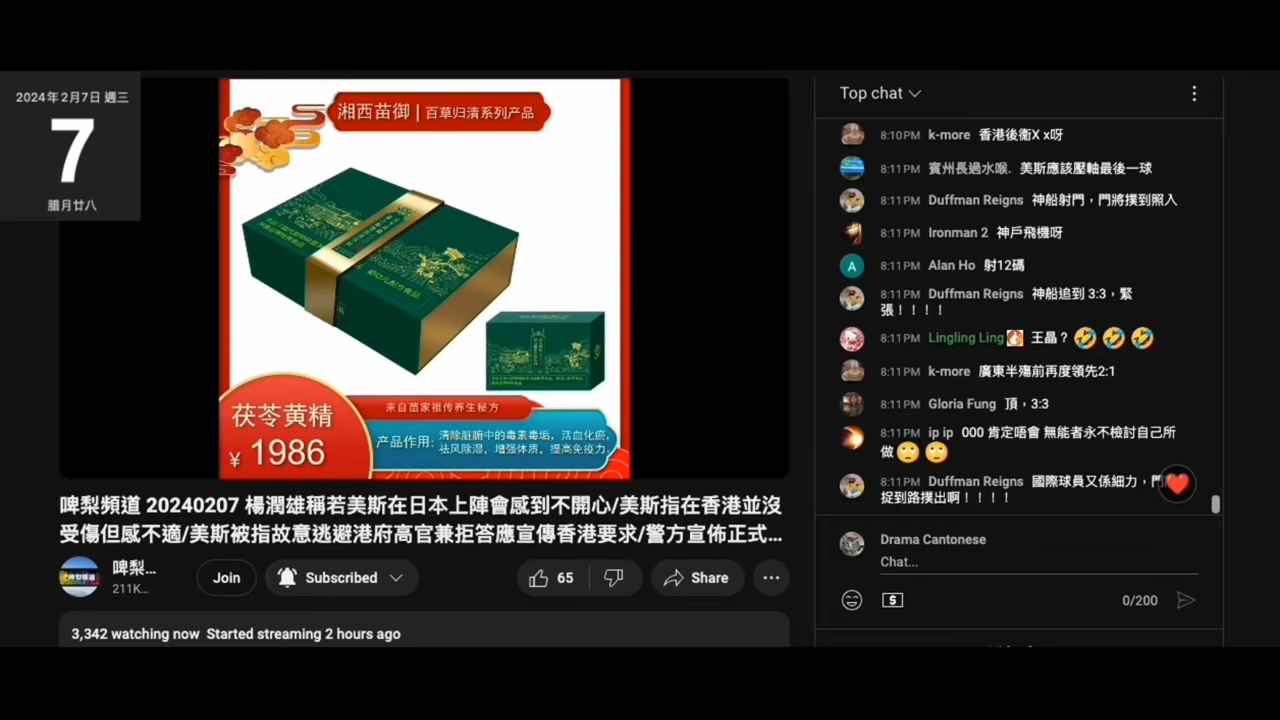 2024年2月7日 週三
7
腊月廿八
湘西苗御 | 百草归清系列产品
茯苓黄精
¥ 1986
来自苗家祖传养生秘方
产品作用:
清除脏腑中的毒素毒垢，活血化瘀，
祛风除湿，增强体质，提高免疫力。
啤梨頻道 20240207 楊潤雄稱若美斯在日本上陣會感到不開心/美斯指在香港並沒
受傷但感不適/美斯被指故意逃避港府高官兼拒答應宣傳香港要求/警方宣佈正式...
啤梨頻道
啤梨...
211K...
Join
Subscribed
65
Share
3,342 watching now Started streaming 2 hours ago
Top chat
8:10PM k-more 香港後衞X x呀
8:11PM 賓州長過水喉. 美斯應該壓軸最後一球
8:11PM Duffman Reigns 神船射門，門將撲到照入
8:11PM Ironman 2 神戶飛機呀
A 8:11PM Alan Ho 射12碼
8:11PM Duffman Reigns 神船追到 3:3，緊
張！！！！
8:11PM Lingling Ling 王晶？🤣🤣🤣
8:11PM k-more 廣東半殤前再度領先2:1
8:11PM Gloria Fung 頂，3:3
8:11PM ip ip 000 肯定唔會 無能者永不檢討自己所
做🙄🙄
8:11PM Duffman Reigns 國際球員又係細力，門
捉到路撲出啊！！！！
Drama Cantonese
Chat...
0/200